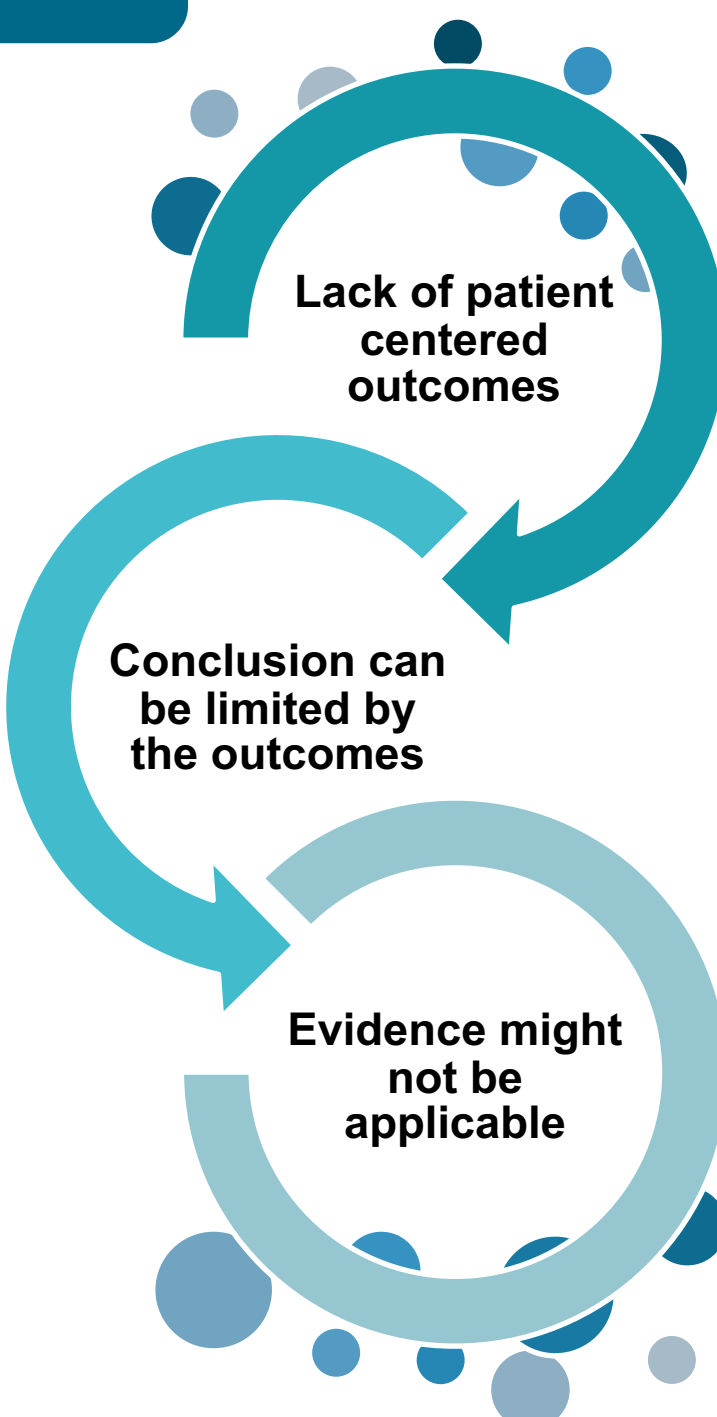 Lack of patient
centered
outcomes
Conclusion can
be limited by
the outcomes
Evidence might
not be
applicable